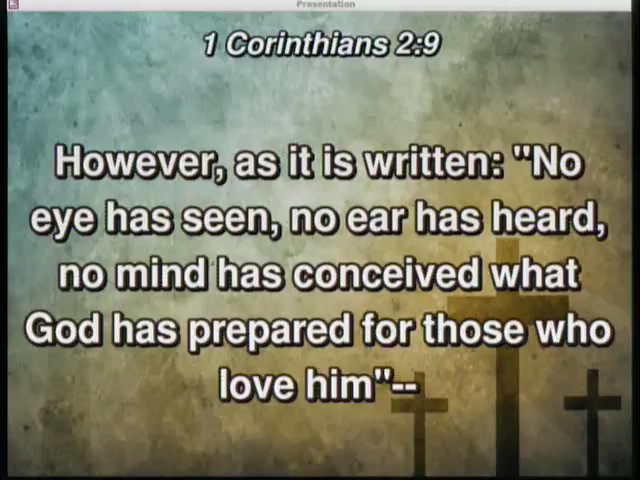 Presentation
1 Corinthians 2:9
However, as it is written: "No
eye has seen, no ear has heard,
no mind has conceived what
God has prepared for those who
love him"--